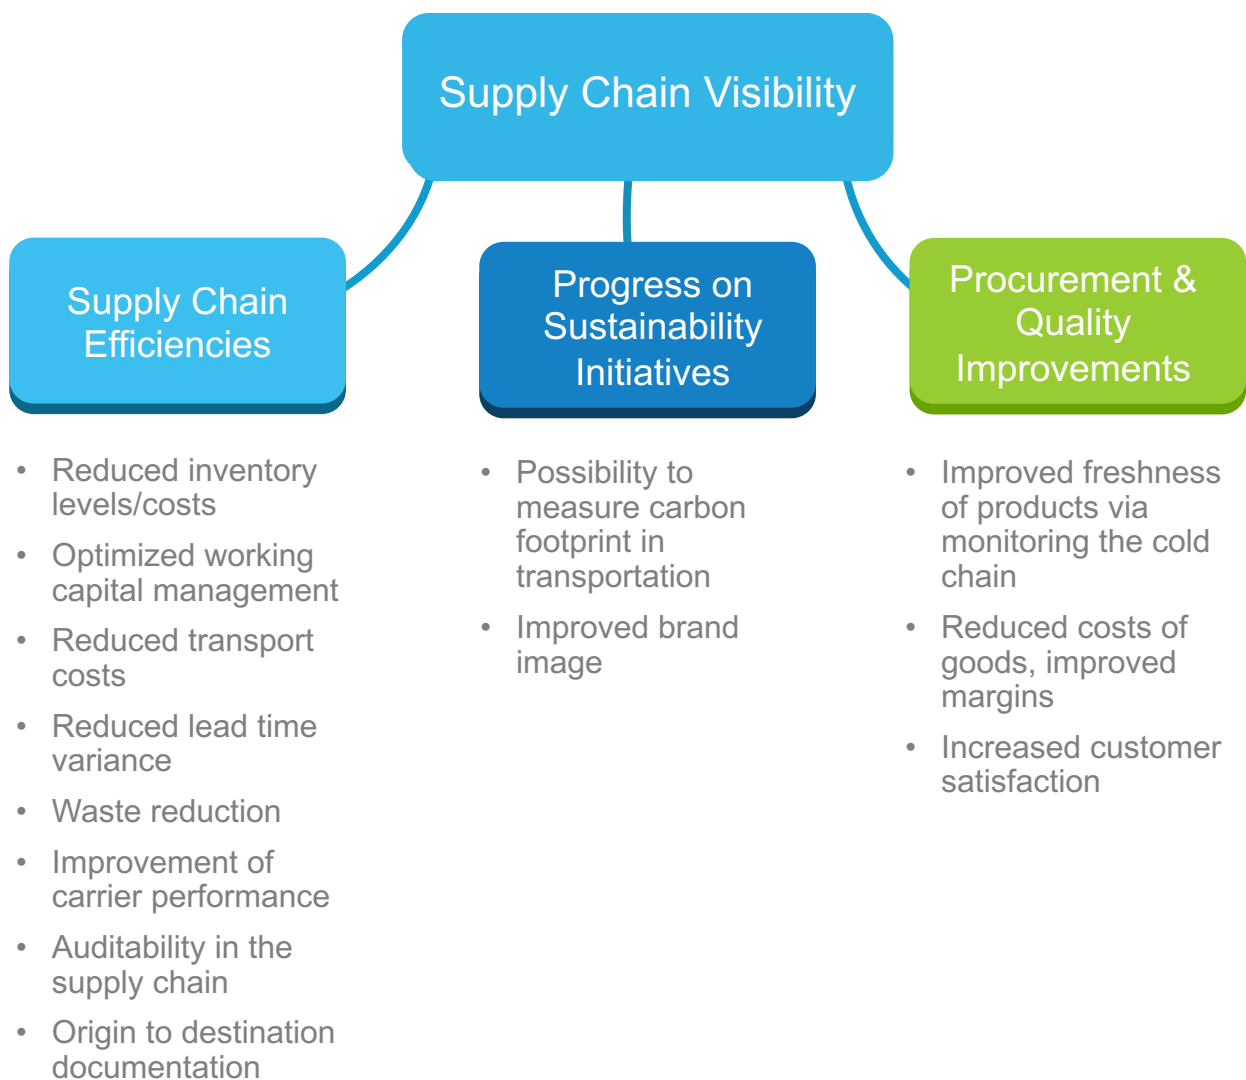 Supply Chain Visibility
Supply Chain
Efficiencies
• Reduced inventory
levels/costs
• Optimized working
capital management
• Reduced transport
costs
• Reduced lead time
variance
• Waste reduction
• Improvement of
carrier performance
• Auditability in the
supply chain
• Origin to destination
documentation
Progress on
Sustainability
Initiatives
• Possibility to
measure carbon
footprint in
transportation
• Improved brand
image
Procurement &
Quality
Improvements
• Improved freshness
of products via
monitoring the cold
chain
• Reduced costs of
goods, improved
margins
• Increased customer
satisfaction